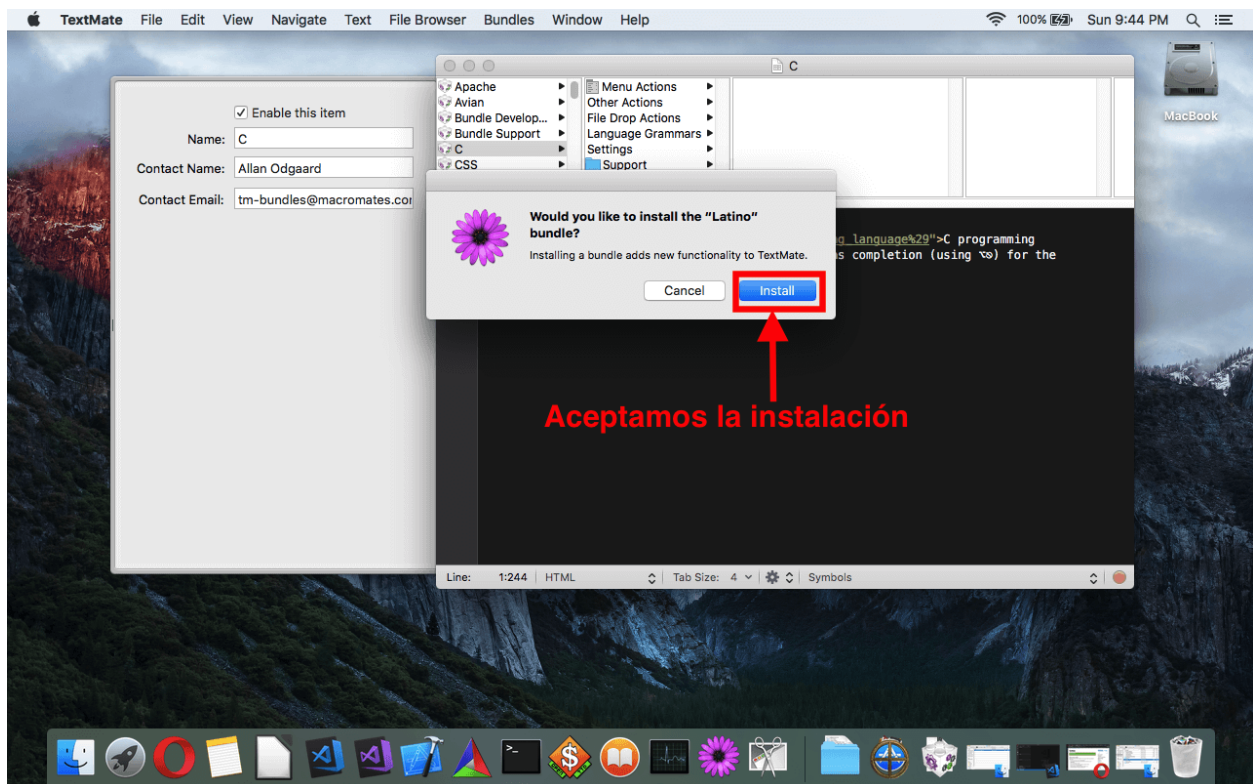 TextMate File Edit View Navigate Text File Browser Bundles Window Help 100% Sun 9:44 PM
C
MacBook
Enable this item
Name: C
Contact Name: Allan Odgaard
Contact Email: tm-bundles@macromates.cor
Apache
Avian
Bundle Develop...
Bundle Support
C
CSS
Menu Actions
Other Actions
File Drop Actions
Language Grammars
Settings
Support
Would you like to install the “Latino“
bundle?
Installing a bundle adds new functionality to TextMate.
Cancel Install
ng_language%29">C programming
s completion (using ⌥⎋) for the
Aceptamos la instalación
Line: 1:244 HTML Tab Size: 4 Symbols